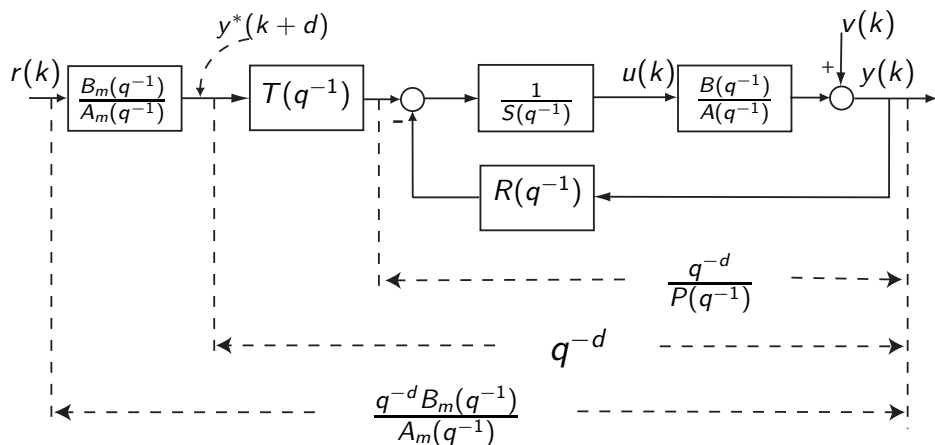 y*(k + d)
v(k)
r(k)
B_m(q^{-1})
A_m(q^{-1})
T(q^{-1})
-
1
S(q^{-1})
u(k)
B(q^{-1})
A(q^{-1})
+
y(k)
R(q^{-1})
q^{-d}
P(q^{-1})
q^{-d}
q^{-d} B_m(q^{-1})
A_m(q^{-1})